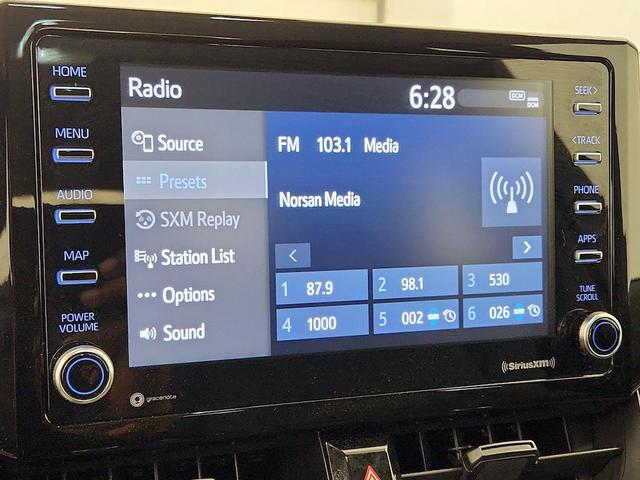 HOME
MENU
AUDIO
MAP
POWER
VOLUME
gracenote
Radio
6:28
DCM
DCM
Source
Presets
SXM Replay
Station List
Options
Sound
FM 103.1 Media
Norsan Media
1 87.9
2 98.1
3 530
4 1000
5 002
6 026
SEEK>
<TRACK
PHONE
APPS
TUNE
SCROLL
SiriusXM